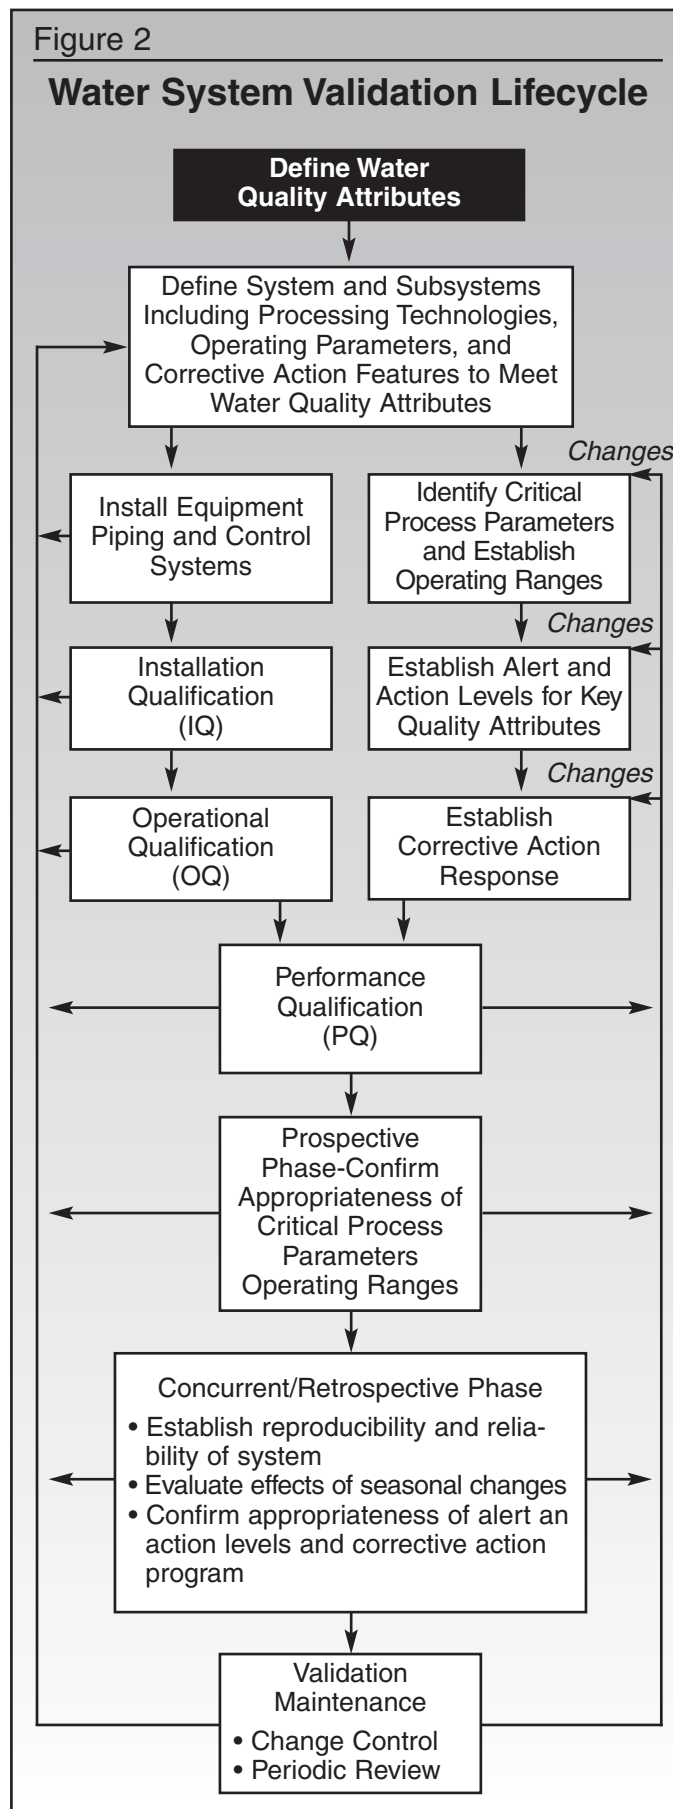 Figure 2
Water System Validation Lifecycle
Define Water
Quality Attributes
Define System and Subsystems
Including Processing Technologies,
Operating Parameters, and
Corrective Action Features to Meet
Water Quality Attributes
Changes
Install Equipment
Piping and Control
Systems
Identify Critical
Process Parameters
and Establish
Operating Ranges
Changes
Installation
Qualification
(IQ)
Establish Alert and
Action Levels for Key
Quality Attributes
Changes
Operational
Qualification
(OQ)
Establish
Corrective Action
Response
Performance
Qualification
(PQ)
Prospective
Phase-Confirm
Appropriateness of
Critical Process
Parameters
Operating Ranges
Concurrent/Retrospective Phase
• Establish reproducibility and relia-
bility of system
• Evaluate effects of seasonal changes
• Confirm appropriateness of alert an
action levels and corrective action
program
Validation
Maintenance
• Change Control
• Periodic Review